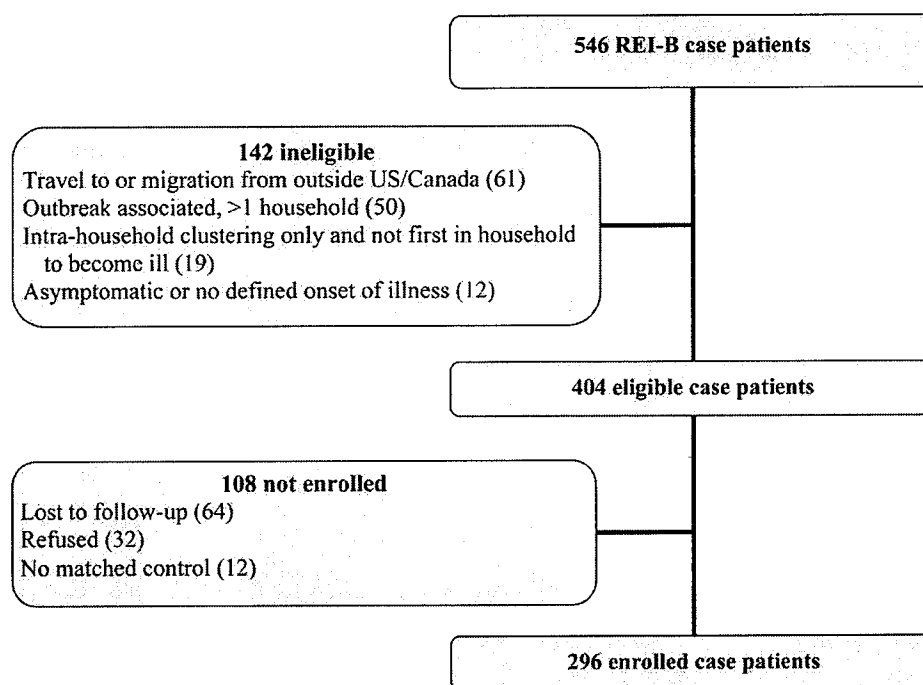 546 REI-B case patients
142 ineligible
Travel to or migration from outside US/Canada (61)
Outbreak associated, >1 household (50)
Intra-household clustering only and not first in household
to become ill (19)
Asymptomatic or no defined onset of illness (12)
404 eligible case patients
108 not enrolled
Lost to follow-up (64)
Refused (32)
No matched control (12)
296 enrolled case patients